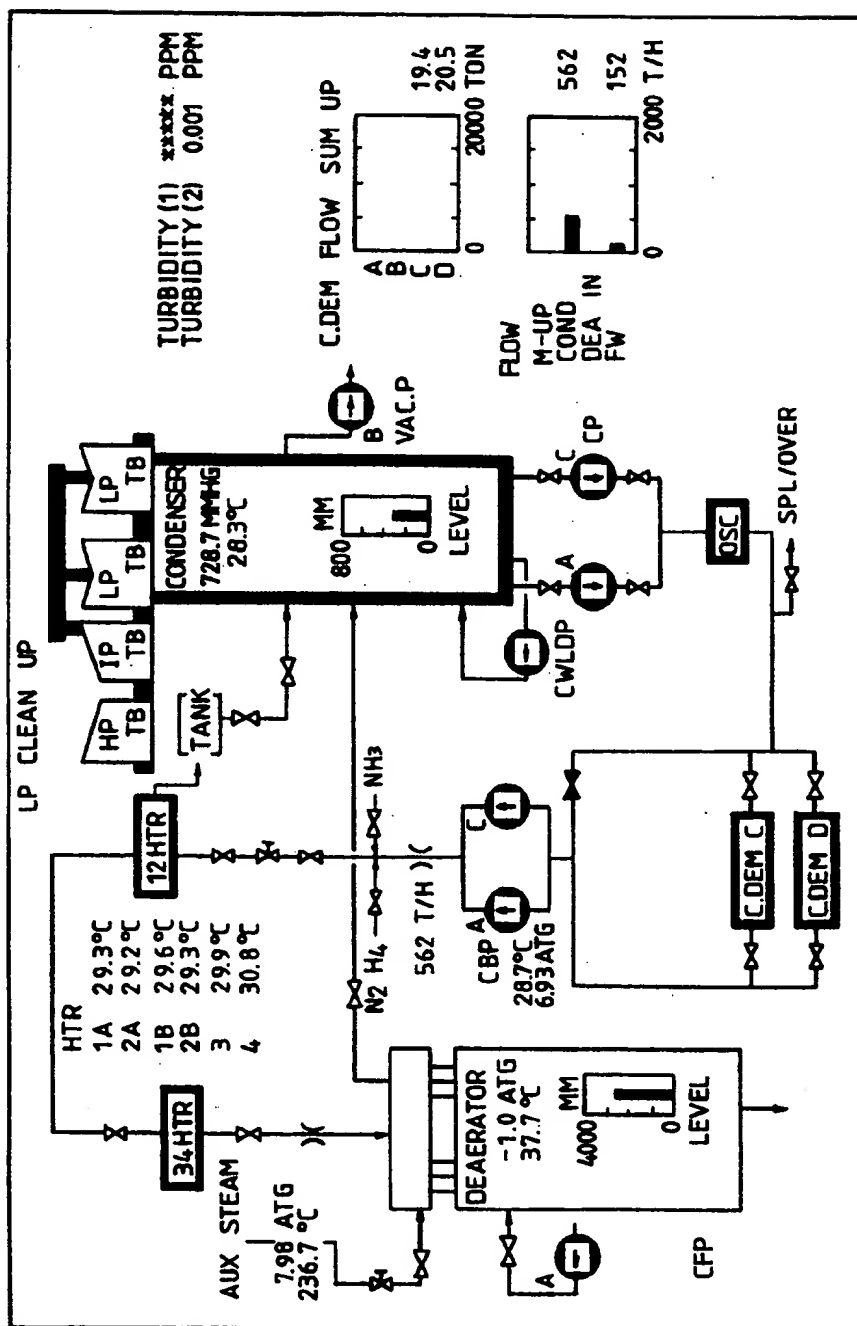 LP CLEAN UP
TURBIDITY (1) ***** PPM
TURBIDITY (2) 0.001 PPM
HP TB
IP TB
LP TB
LP TB
12 HTR
[TANK]
CONDENSER
728.7 MMHG
28.3°C
MM
800
0
LEVEL
B
VAC.P
C.DEM FLOW SUM UP
A
B
C 19.4
D 20.5
0 20000 TON
FLOW
M-UP
COND 562
DEA IN
FW 152
0 2000 T/H
HTR
1A 29.3°C
2A 29.2°C
1B 29.6°C
2B 29.3°C
3 29.9°C
4 30.8°C
34HTR
AUX STEAM
7.98 ATG
236.7 °C
N2 H4
NH3
562 T/H
CBP
A
C
28.7°C
6.93 ATG
CWLDP
A
C
CP
OSC
SPL/OVER
C.DEM C
C.DEM D
DEAERATOR
-1.0 ATG
37.7 °C
MM
4000
0
LEVEL
A
CFP